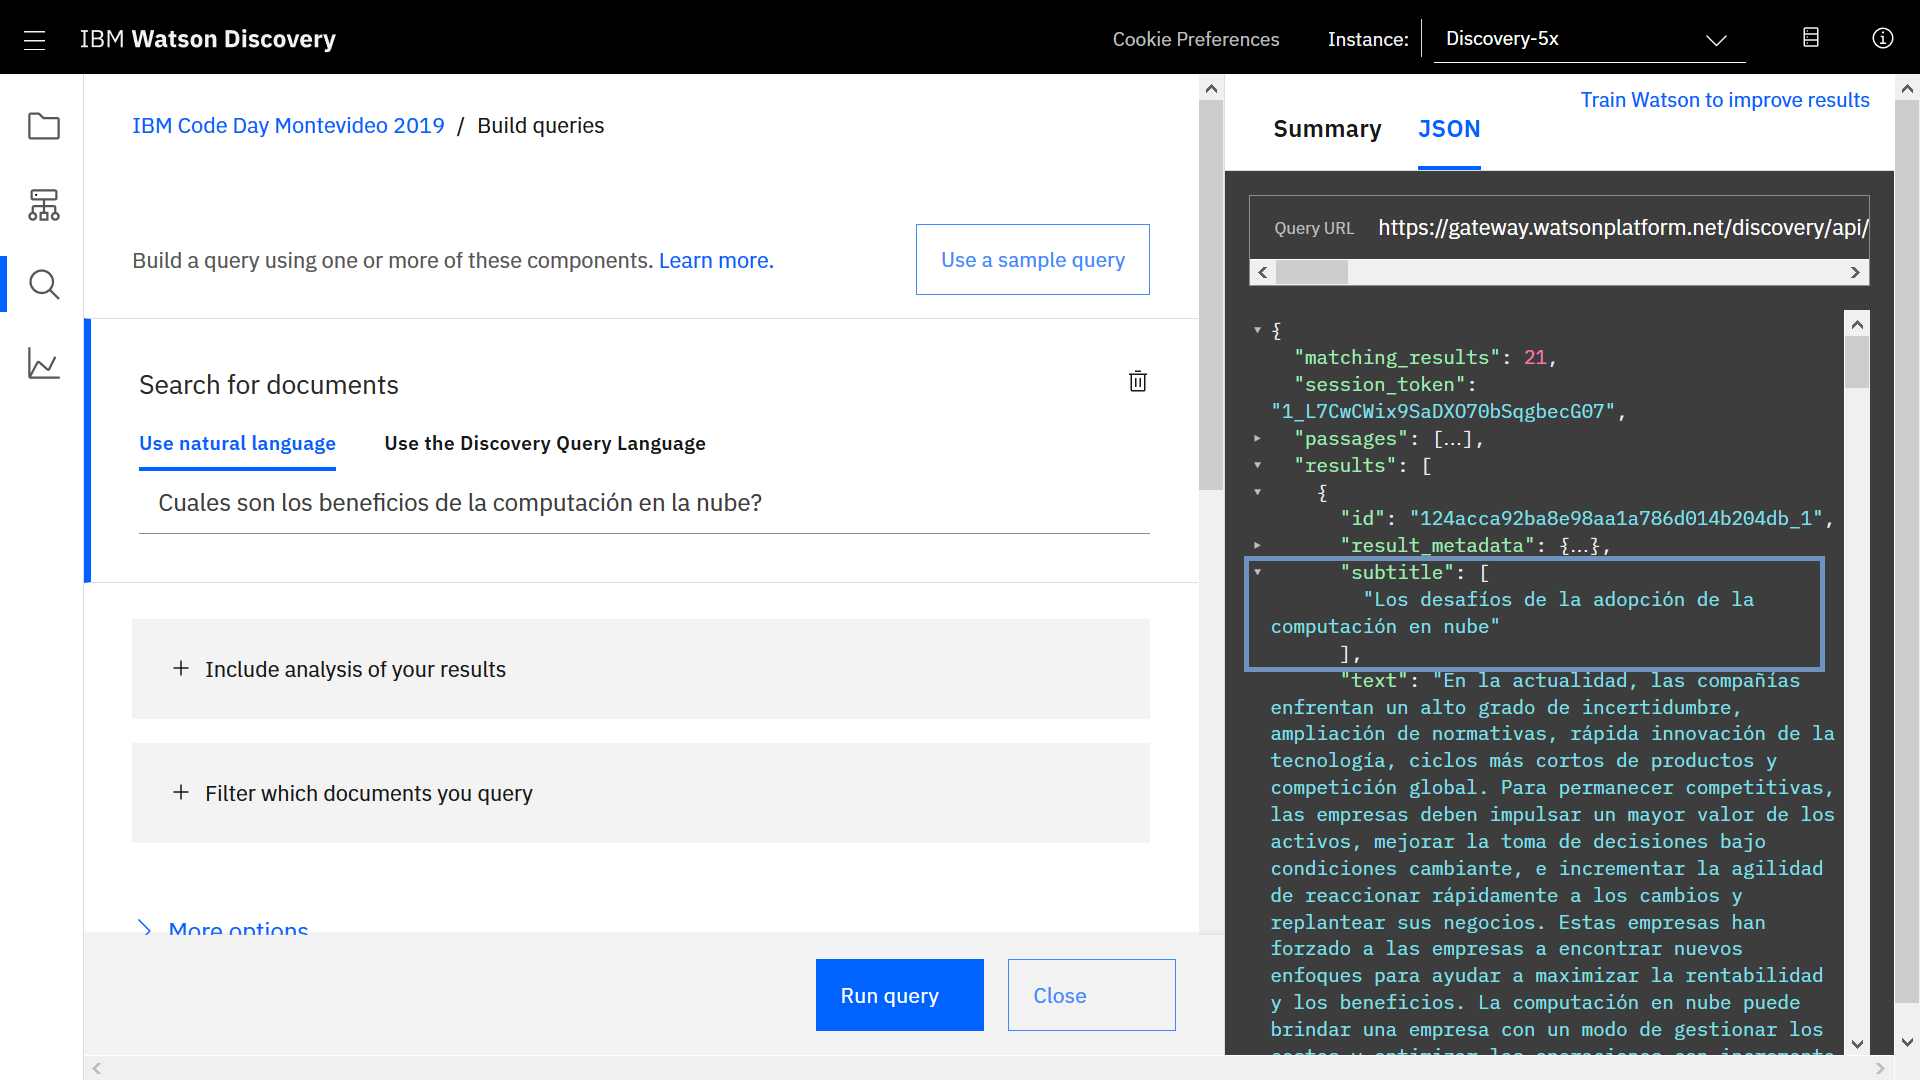 IBM Watson Discovery
Cookie Preferences
Instance:
Discovery-5x
IBM Code Day Montevideo 2019 / Build queries
Build a query using one or more of these components. Learn more.
Use a sample query
Search for documents
Use natural language
Use the Discovery Query Language
Cuales son los beneficios de la computación en la nube?
+ Include analysis of your results
+ Filter which documents you query
More options
Run query
Close
Train Watson to improve results
Summary
JSON
Query URL https://gateway.watsonplatform.net/discovery/api/
{
"matching_results": 21,
"session_token":
"1_L7CwCWix9SaDXO70bSqgbecG07",
"passages": [...],
"results": [
{
"id": "124acca92ba8e98aa1a786d014b204db_1",
"result_metadata": {...},
"subtitle": [
"Los desafíos de la adopción de la
computación en nube"
],
"text": "En la actualidad, las compañías
enfrentan un alto grado de incertidumbre,
ampliación de normativas, rápida innovación de la
tecnología, ciclos más cortos de productos y
competición global. Para permanecer competitivas,
las empresas deben impulsar un mayor valor de los
activos, mejorar la toma de decisiones bajo
condiciones cambiante, e incrementar la agilidad
de reaccionar rápidamente a los cambios y
replantear sus negocios. Estas empresas han
forzado a las empresas a encontrar nuevos
enfoques para ayudar a maximizar la rentabilidad
y los beneficios. La computación en nube puede
brindar una empresa con un modo de gestionar los